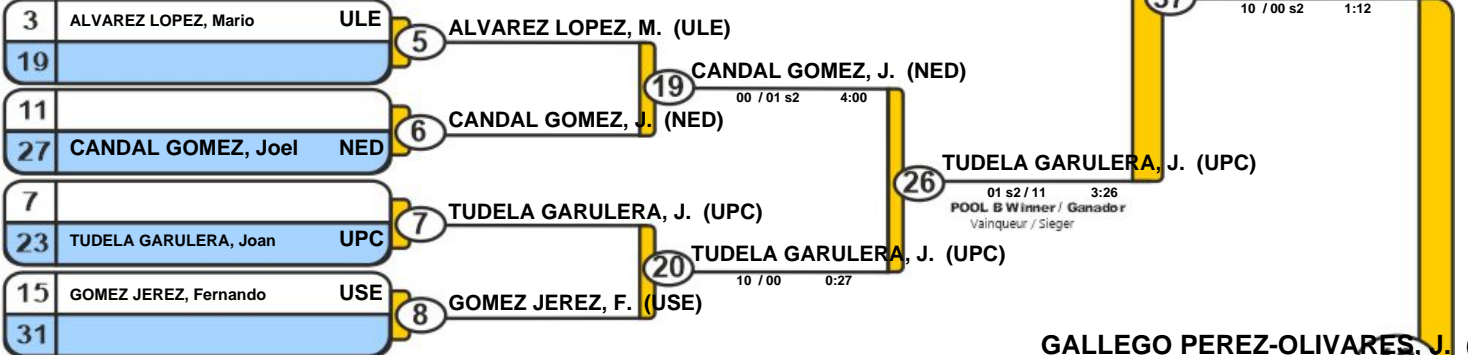 3 ALVAREZ LOPEZ, Mario ULE
19
5 ALVAREZ LOPEZ, M. (ULE)
11
27 CANDAL GOMEZ, Joel NED
6 CANDAL GOMEZ, J. (NED)
19 CANDAL GOMEZ, J. (NED)
00 / 01 s2 4:00
7
23 TUDELA GARULERA, Joan UPC
7 TUDELA GARULERA, J. (UPC)
15 GOMEZ JEREZ, Fernando USE
31
8 GOMEZ JEREZ, F. (USE)
20 TUDELA GARULERA, J. (UPC)
10 / 00 0:27
26 TUDELA GARULERA, J. (UPC)
01 s2 / 11 3:26
POOL B Winner / Ganador
Vainqueur / Sieger
37
10 / 00 s2 1:12
GALLEGO PEREZ-OLIVARES, J. (